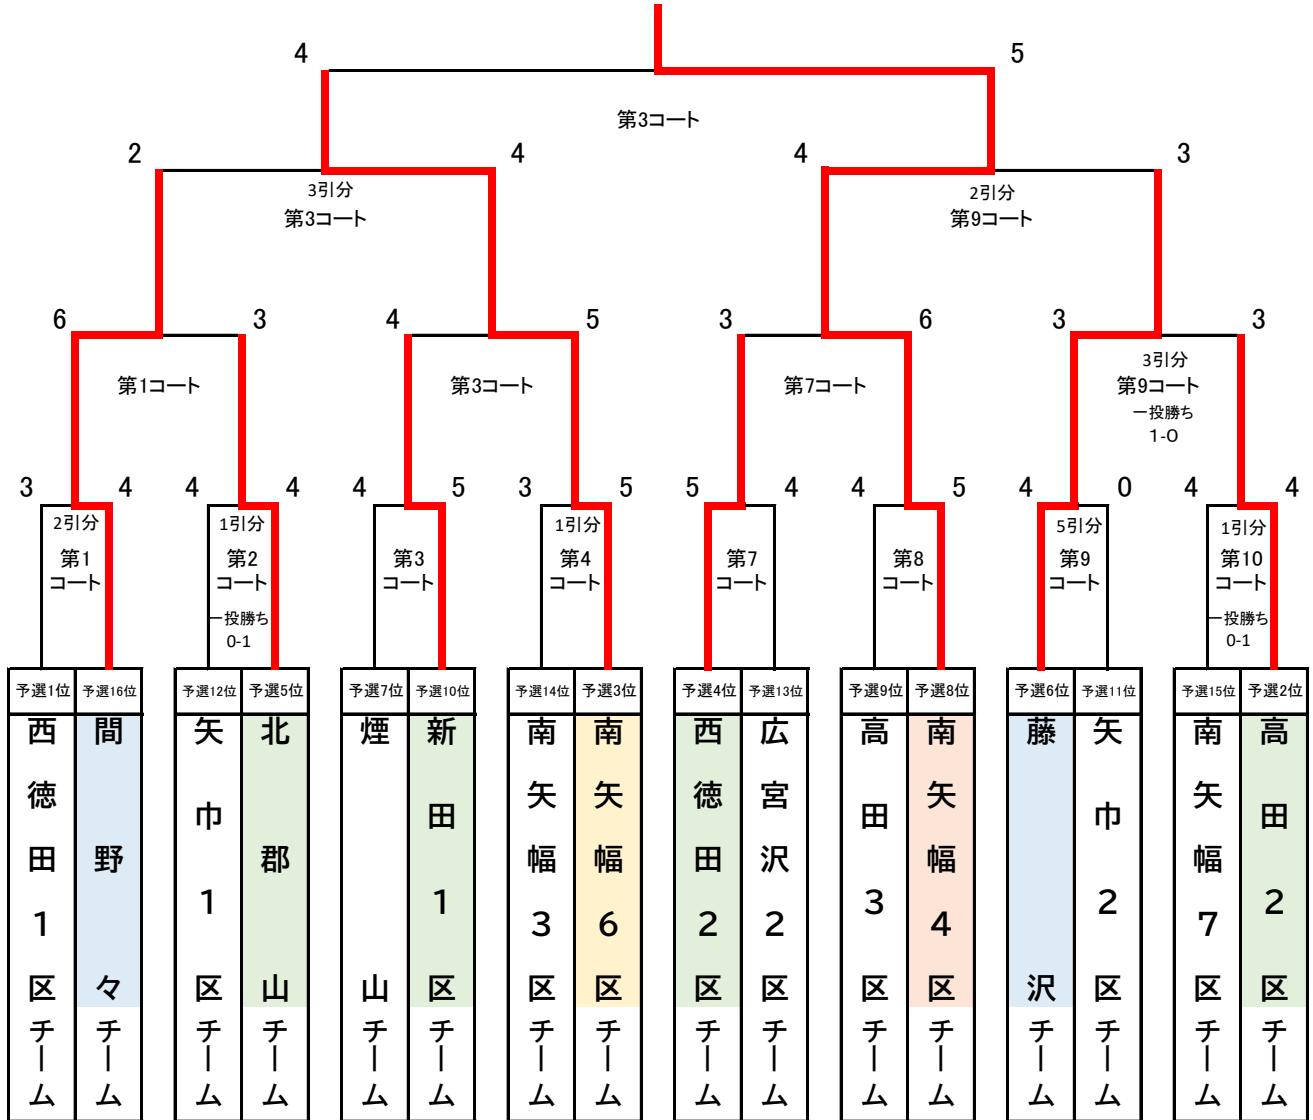 4 5
第3コート
2 4 4 3
3引分 2引分
第3コート 第9コート
6 3 4 5 3 6 3 3
3引分
第1コート 第3コート 第7コート 第9コート
一投勝ち
1-0
3 4 4 4 4 5 3 5 5 4 4 5 4 0 4 4
2引分 1引分 1引分 5引分 1引分
第1 第2 第3 第4 第7 第8 第9 第10
コート コート コート コート コート コート コート コート
一投勝ち 一投勝ち
0-1 0-1
予選1位 予選16位 予選12位 予選5位 予選7位 予選10位 予選14位 予選3位 予選4位 予選13位 予選9位 予選8位 予選6位 予選11位 予選15位 予選2位
西徳田1区チーム
間野々チーム
矢巾1区チーム
北郡山チーム
煙山チーム
新田1区チーム
南矢幅3区チーム
南矢幅6区チーム
西徳田2区チーム
広宮沢2区チーム
高田3区チーム
南矢幅4区チーム
藤沢チーム
矢巾2区チーム
南矢幅7区チーム
高田2区チーム